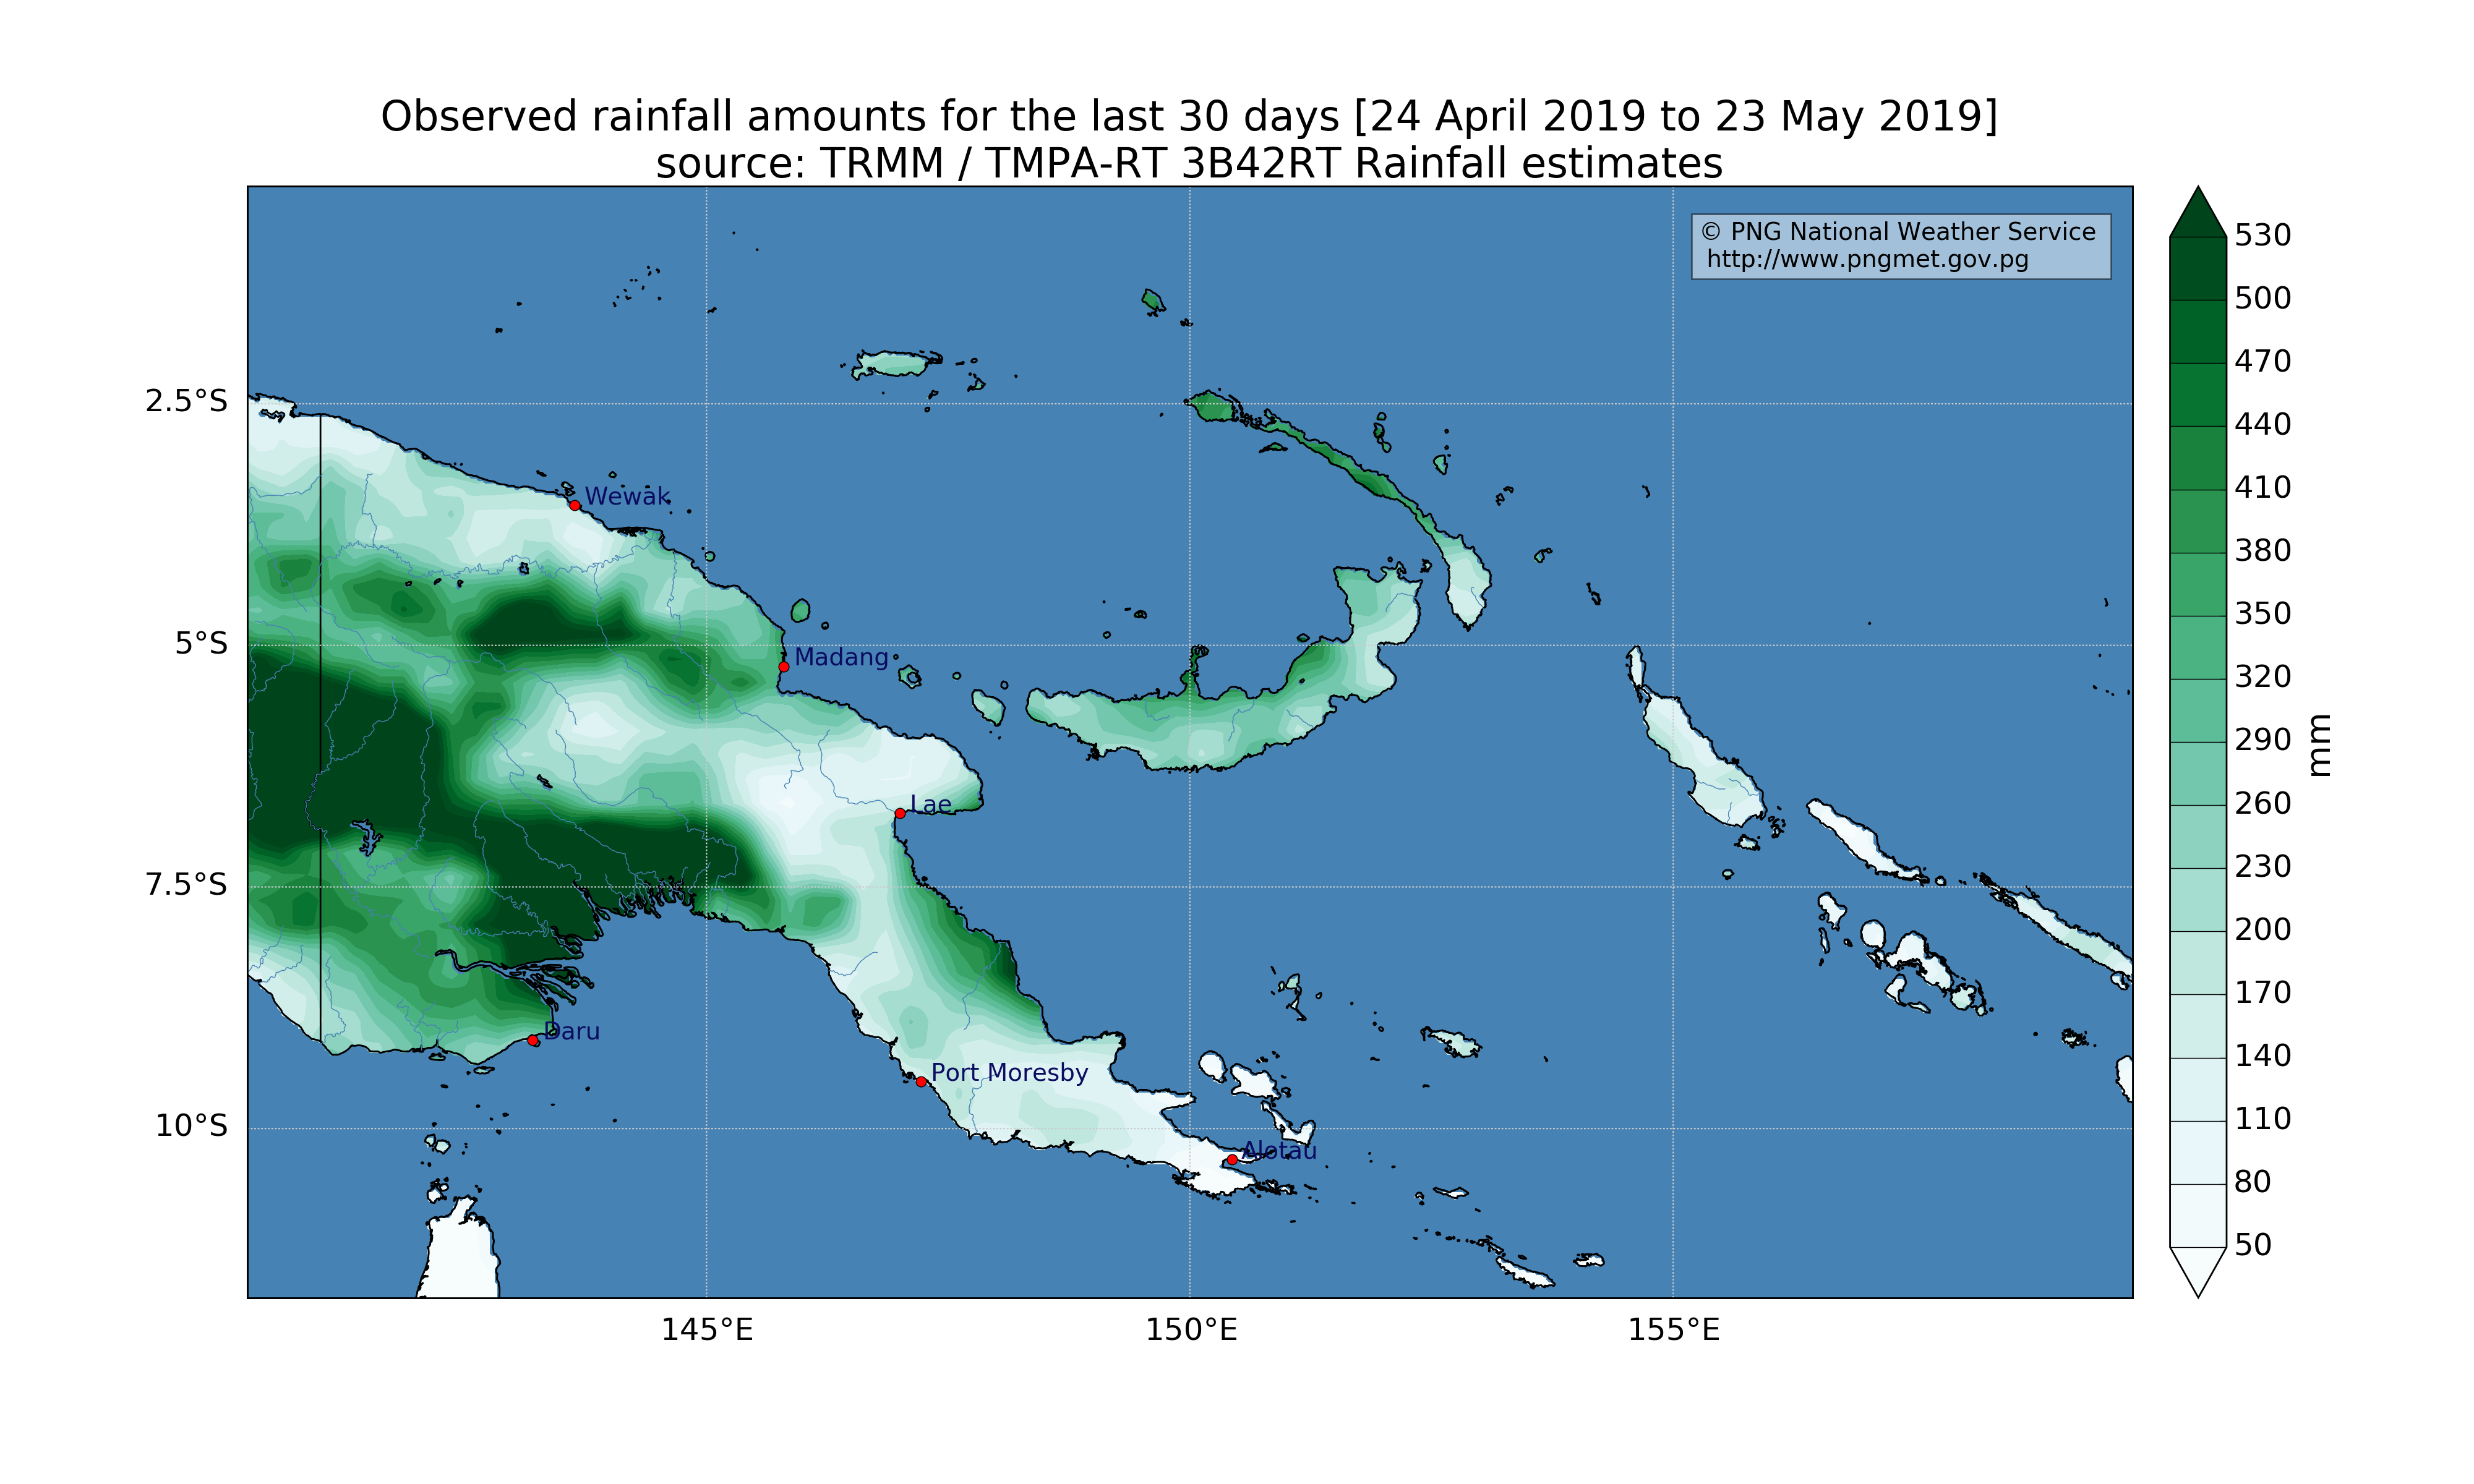 Observed rainfall amounts for the last 30 days [24 April 2019 to 23 May 2019]
source: TRMM / TMPA-RT 3B42RT Rainfall estimates
© PNG National Weather Service
http://www.pngmet.gov.pg
2.5°S
5°S
7.5°S
10°S
145°E
150°E
155°E
Wewak
Madang
Lae
Daru
Port Moresby
Alotau
530
500
470
440
410
380
350
320
290
260
230
200
170
140
110
80
50
mm